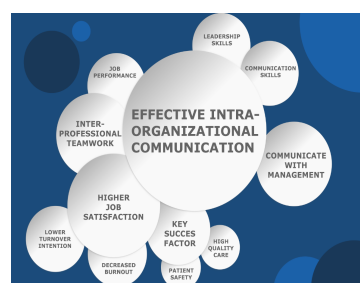 LEADERSHIP
SKILLS
JOB
PERFORMANCE
COMMUNICATION
SKILLS
EFFECTIVE INTRA-
ORGANIZATIONAL
COMMUNICATION
INTER-
PROFESSIONAL
TEAMWORK
COMMUNICATE
WITH
MANAGEMENT
HIGHER
JOB
SATISFACTION
KEY
SUCCES
FACTOR
LOWER
TURNOVER
INTENTION
HIGH
QUALITY
CARE
DECREASED
BURNOUT
PATIENT
SAFETY